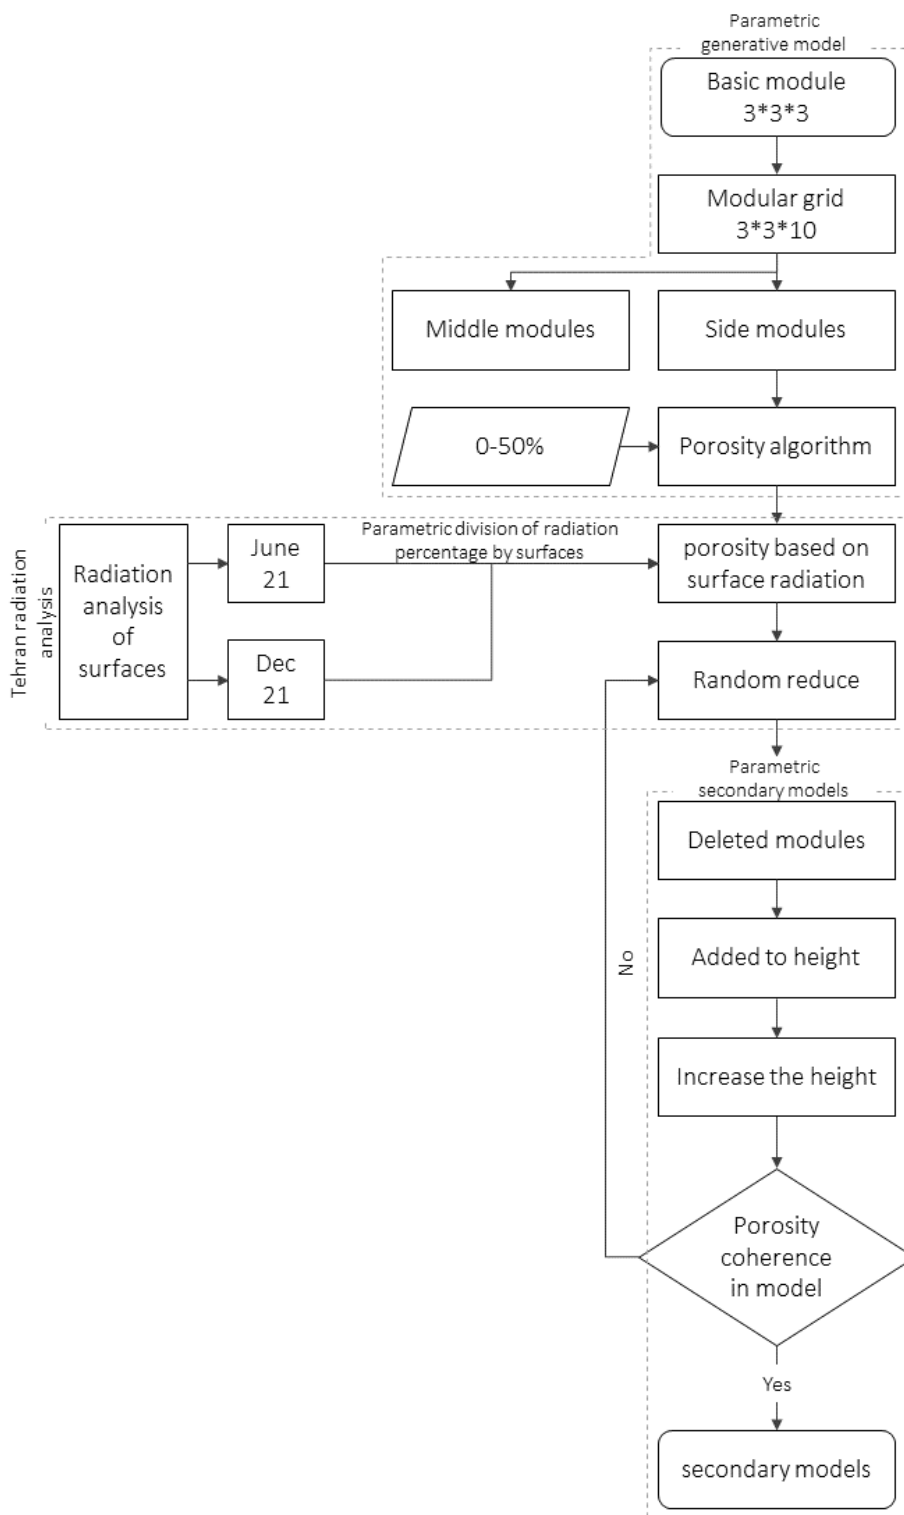 Parametric
generative model
Basic module
3*3*3
Modular grid
3*3*10
Middle modules
Side modules
0-50%
Porosity algorithm
Tehran radiation
analysis
Radiation
analysis
of
surfaces
June
21
Dec
21
Parametric division of radiation
percentage by surfaces
porosity based on
surface radiation
Random reduce
Parametric
secondary models
Deleted modules
Added to height
Increase the height
No
Porosity
coherence
in model
Yes
secondary models